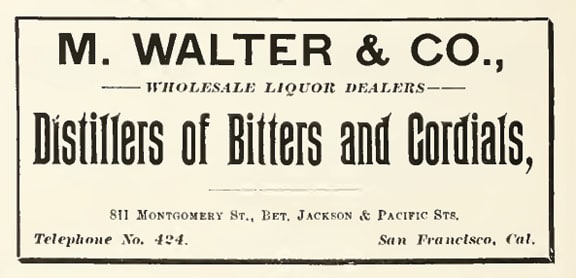 M. WALTER & CO.,
WHOLESALE LIQUOR DEALERS
Distillers of Bitters and Cordials,
811 MONTGOMERY ST., BET. JACKSON & PACIFIC STS.
Telephone No. 424. San Francisco, Cal.